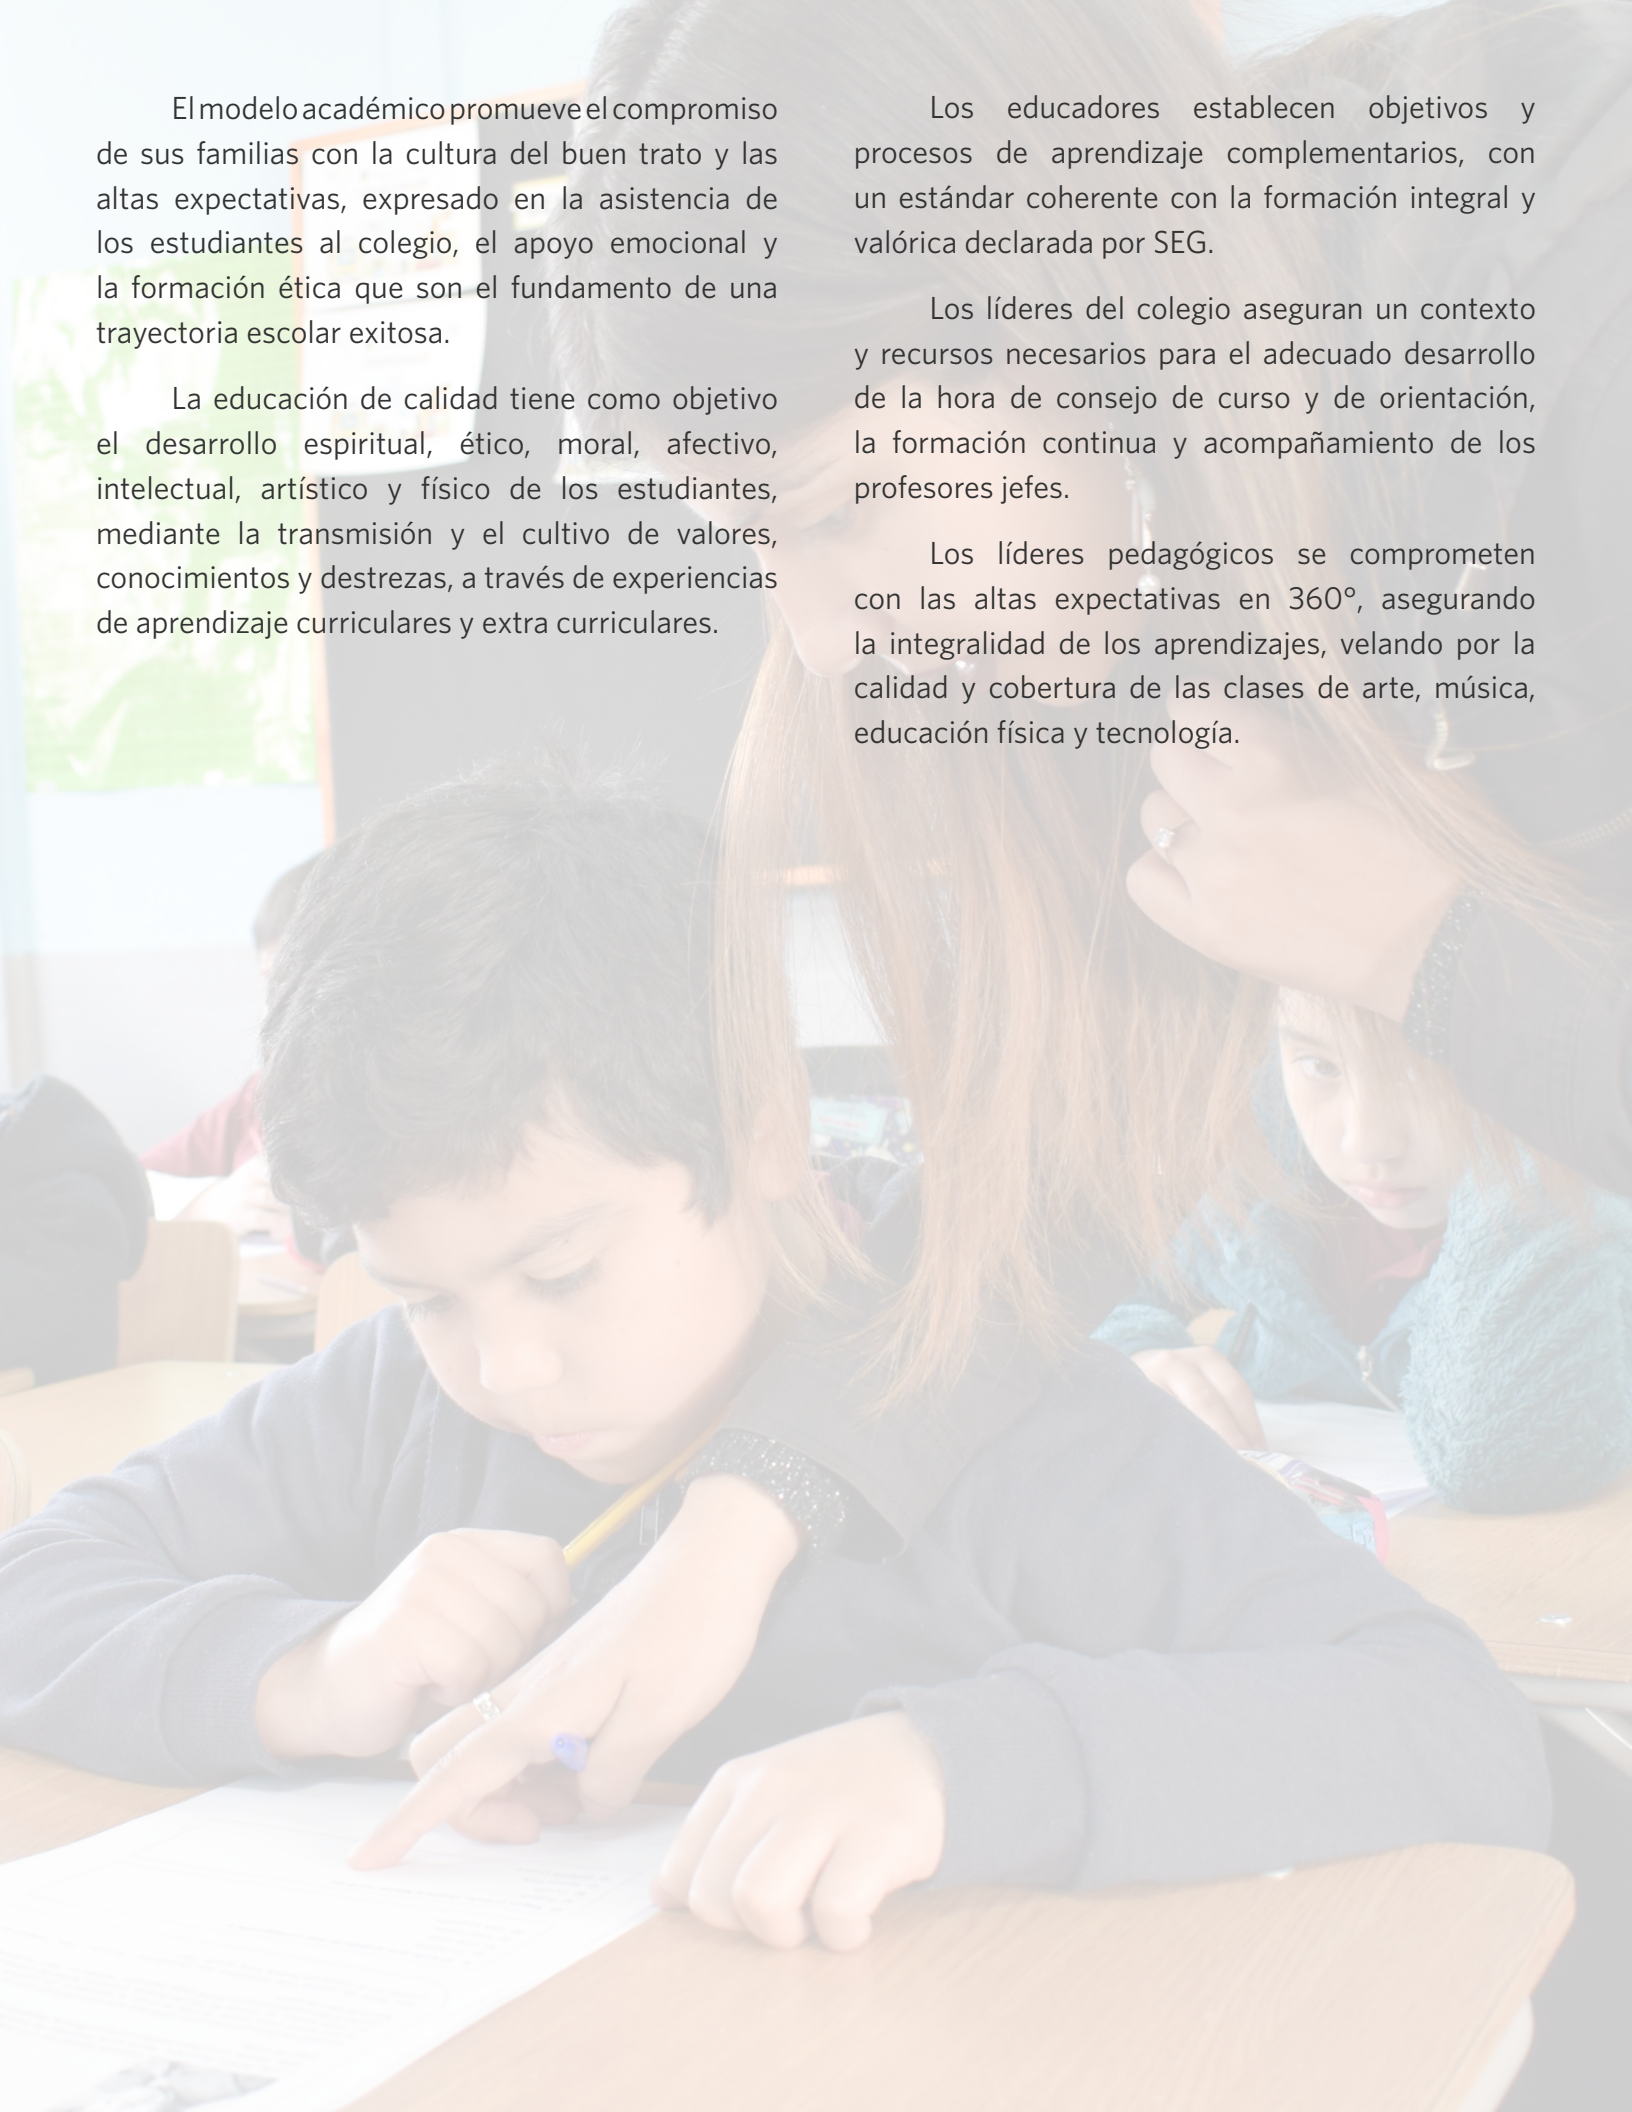 El modelo académico promueve el compromiso
de sus familias con la cultura del buen trato y las
altas expectativas, expresado en la asistencia de
los estudiantes al colegio, el apoyo emocional y
la formación ética que son el fundamento de una
trayectoria escolar exitosa.
La educación de calidad tiene como objetivo
el desarrollo espiritual, ético, moral, afectivo,
intelectual, artístico y físico de los estudiantes,
mediante la transmisión y el cultivo de valores,
conocimientos y destrezas, a través de experiencias
de aprendizaje curriculares y extra curriculares.
Los educadores establecen objetivos y
procesos de aprendizaje complementarios, con
un estándar coherente con la formación integral y
valórica declarada por SEG.
Los líderes del colegio aseguran un contexto
y recursos necesarios para el adecuado desarrollo
de la hora de consejo de curso y de orientación,
la formación continua y acompañamiento de los
profesores jefes.
Los líderes pedagógicos se comprometen
con las altas expectativas en 360°, asegurando
la integralidad de los aprendizajes, velando por la
calidad y cobertura de las clases de arte, música,
educación física y tecnología.